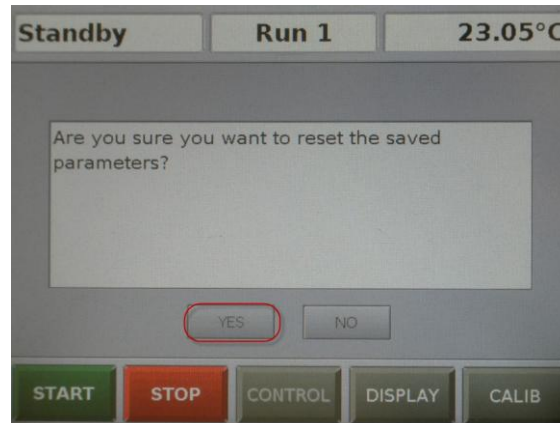 Standby Run 1 23.05°C
Are you sure you want to reset the saved
parameters?
YES NO
START STOP CONTROL DISPLAY CALIB